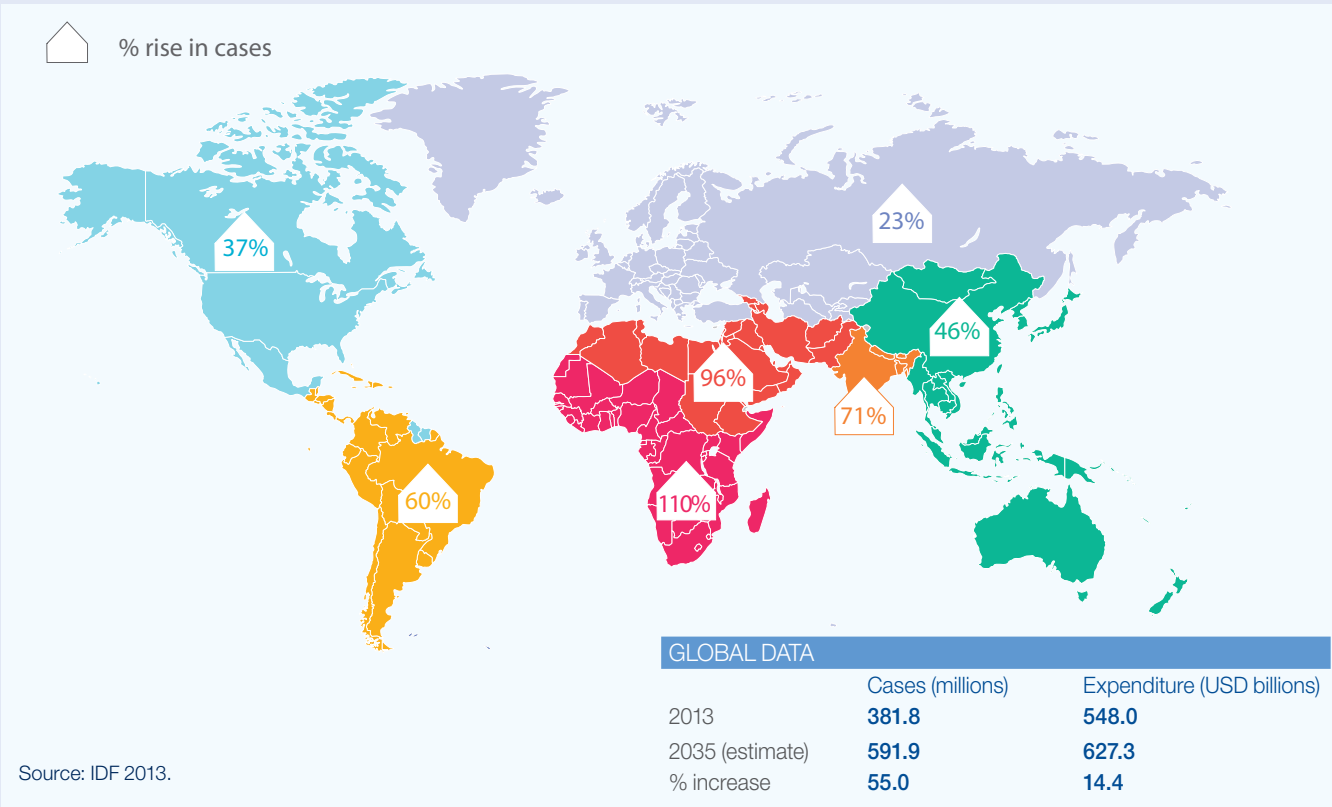 % rise in cases
37%
23%
46%
96%
71%
60%
110%
GLOBAL DATA
Cases (millions) Expenditure (USD billions)
2013 381.8 548.0
2035 (estimate) 591.9 627.3
% increase 55.0 14.4
Source: IDF 2013.